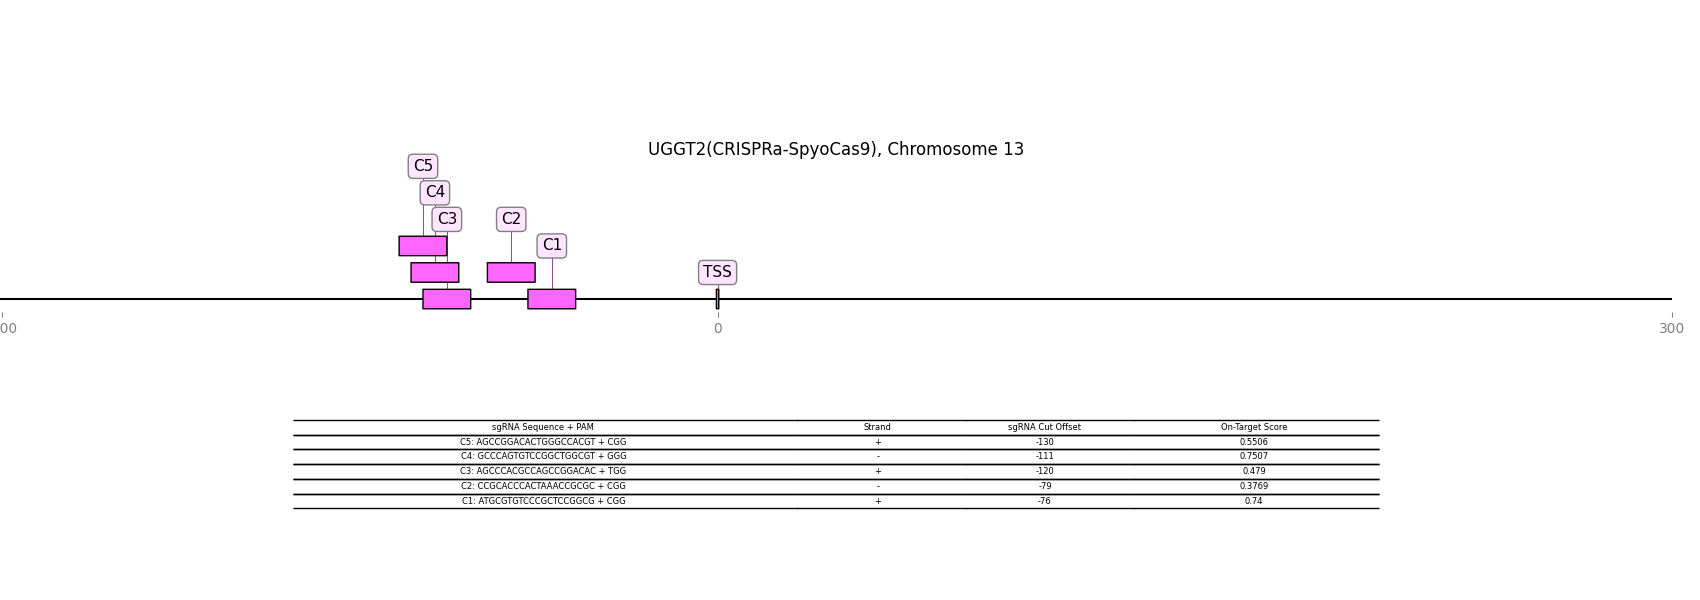 UGGT2(CRISPRa-SpyoCas9), Chromosome 13
C5
C4
C3
C2
C1
TSS
00
0
300
sgRNA Sequence + PAM Strand sgRNA Cut Offset On-Target Score
C5: AGCCGGACACTGGGCCACGT + CGG + -130 0.5506
C4: GCCCAGTGTCCGGCTGGCGT + GGG - -111 0.7507
C3: AGCCCACGCCAGCCGGACAC + TGG + -120 0.479
C2: CCGCACCCACTAAACCGCGC + CGG - -79 0.3769
C1: ATGCGTGTCCCGCTCCGGCG + CGG + -76 0.74